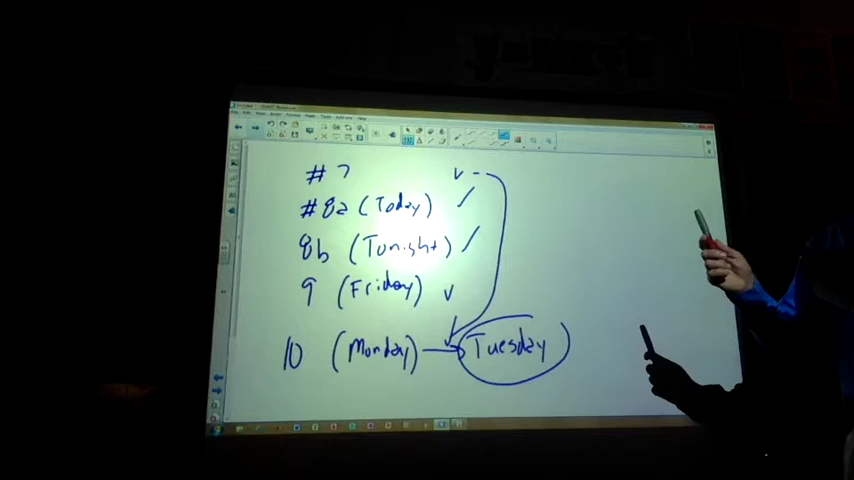 #7
#8a (Today)
8b (Tonight)
9 (Friday)
10 (Monday) Tuesday